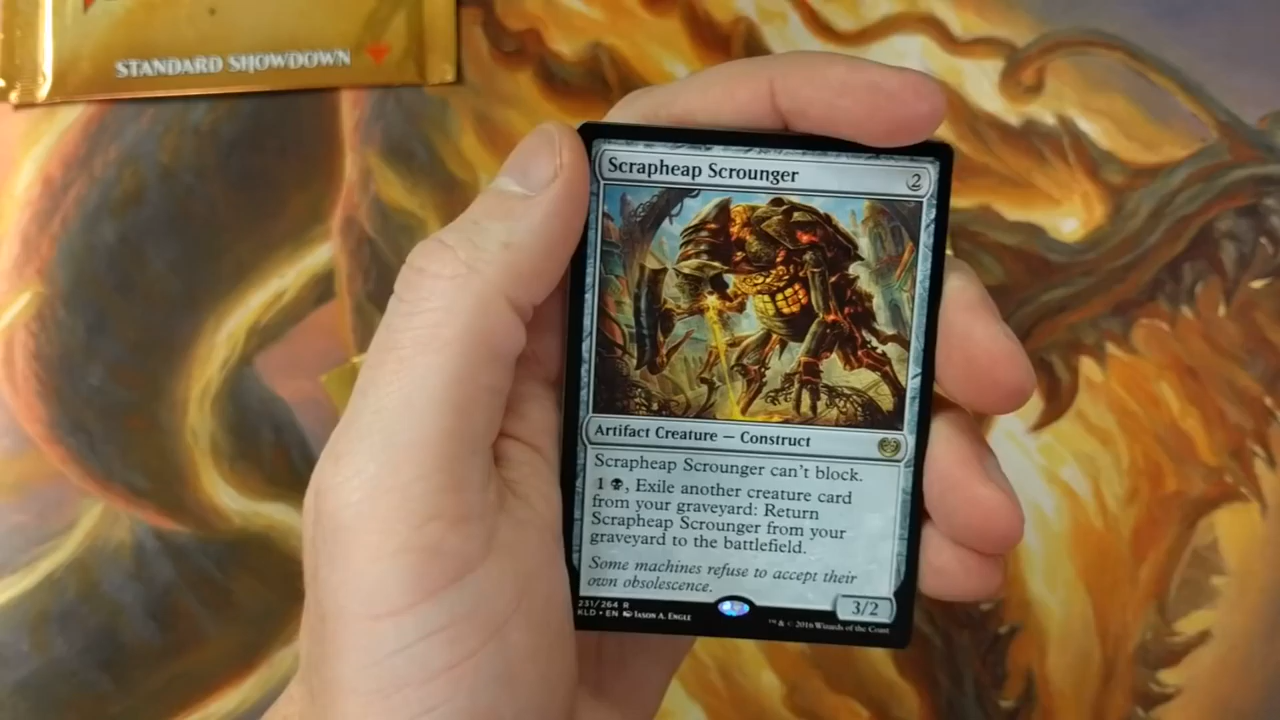 STANDARD SHOWDOWN
Scrapheap Scrounger 2
Artifact Creature — Construct
Scrapheap Scrounger can't block.
1 , Exile another creature card
from your graveyard: Return
Scrapheap Scrounger from your
graveyard to the battlefield.
Some machines refuse to accept their
own obsolescence.
3/2
231/264 R
KLD • EN Jason A. Engle
™ & © 2016 Wizards of the Coast